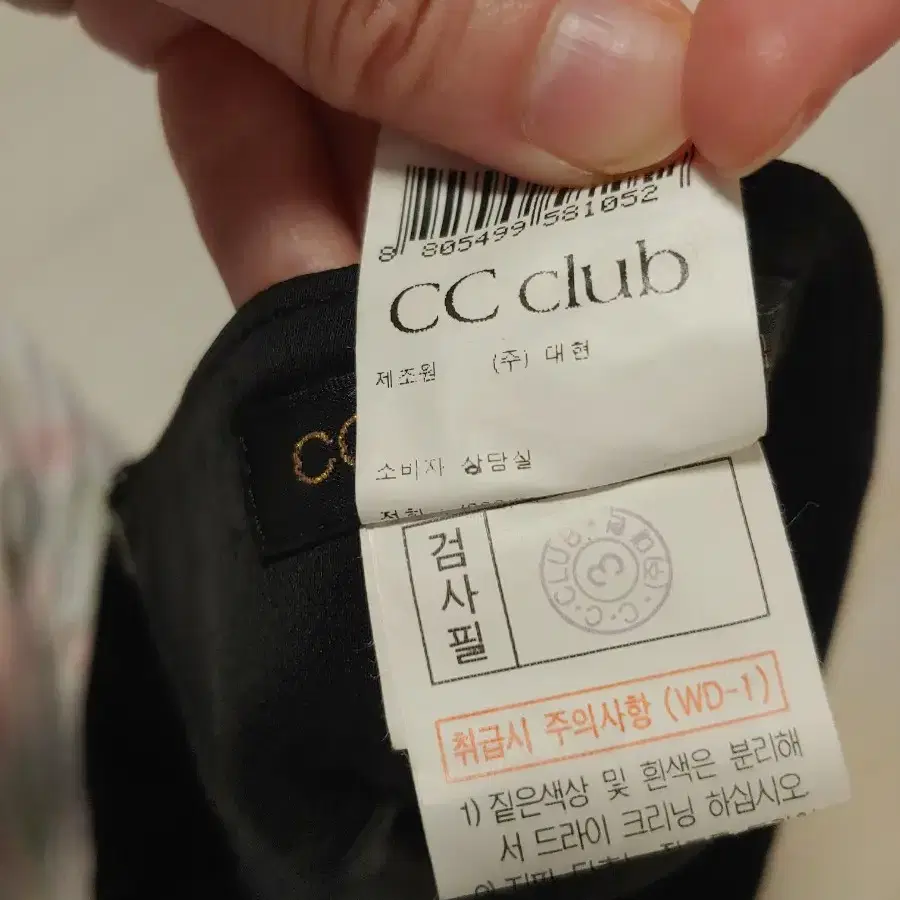 8 805499 581052
CC club
제조원 (주) 대현
CC
소비자 상담실
검사필
C·C·CLUB·
3
취급시 주의사항 (WD-1)
1) 짙은색상 및 흰색은 분리해
서 드라이 크리닝 하십시오.